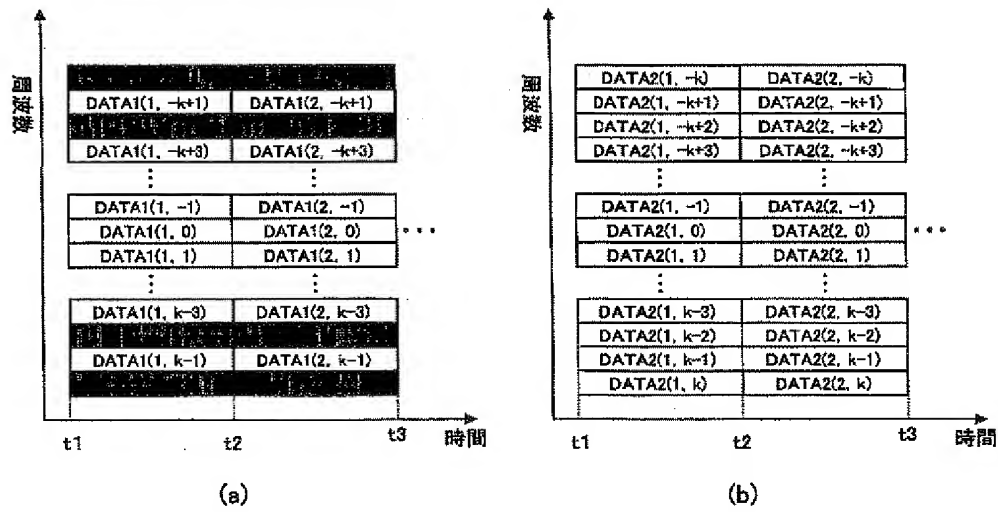 周波数
DATA1(1, -k+1) DATA1(2, -k+1)
DATA1(1, -k+3) DATA1(2, -k+3)
DATA1(1, -1) DATA1(2, -1)
DATA1(1, 0) DATA1(2, 0)
DATA1(1, 1) DATA1(2, 1)
DATA1(1, k-3) DATA1(2, k-3)
DATA1(1, k-1) DATA1(2, k-1)
t1 t2 t3 時間
(a)
周波数
DATA2(1, -k) DATA2(2, -k)
DATA2(1, -k+1) DATA2(2, -k+1)
DATA2(1, -k+2) DATA2(2, -k+2)
DATA2(1, -k+3) DATA2(2, -k+3)
DATA2(1, -1) DATA2(2, -1)
DATA2(1, 0) DATA2(2, 0)
DATA2(1, 1) DATA2(2, 1)
DATA2(1, k-3) DATA2(2, k-3)
DATA2(1, k-2) DATA2(2, k-2)
DATA2(1, k-1) DATA2(2, k-1)
DATA2(1, k) DATA2(2, k)
t1 t2 t3 時間
(b)